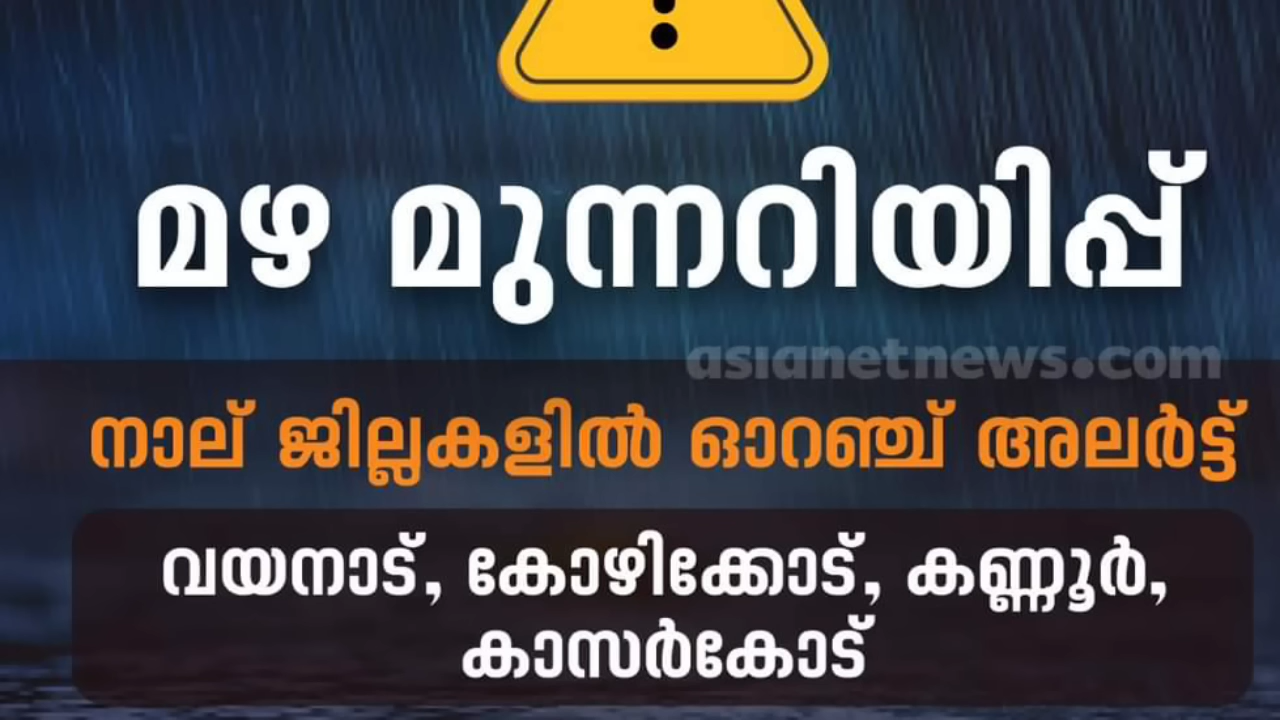 മഴ മുന്നറിയിപ്പ്
asianetnews.com
നാല് ജില്ലകളിൽ ഓറഞ്ച് അലർട്ട്
വയനാട്, കോഴിക്കോട്, കണ്ണൂർ,
കാസർകോട്